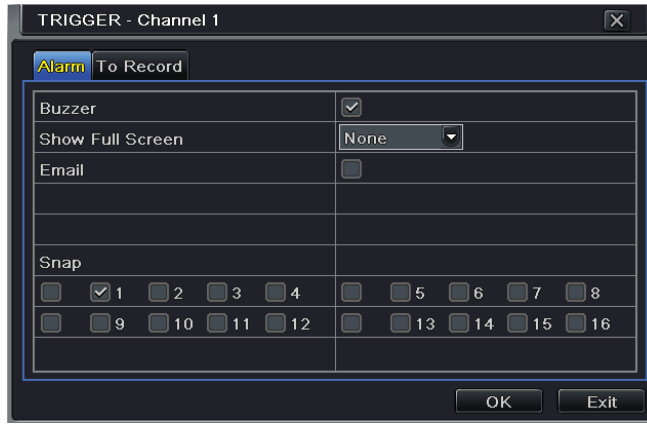 TRIGGER - Channel 1
Alarm To Record
Buzzer
Show Full Screen None
Email
Snap
1 2 3 4 5 6 7 8
9 10 11 12 13 14 15 16
OK Exit